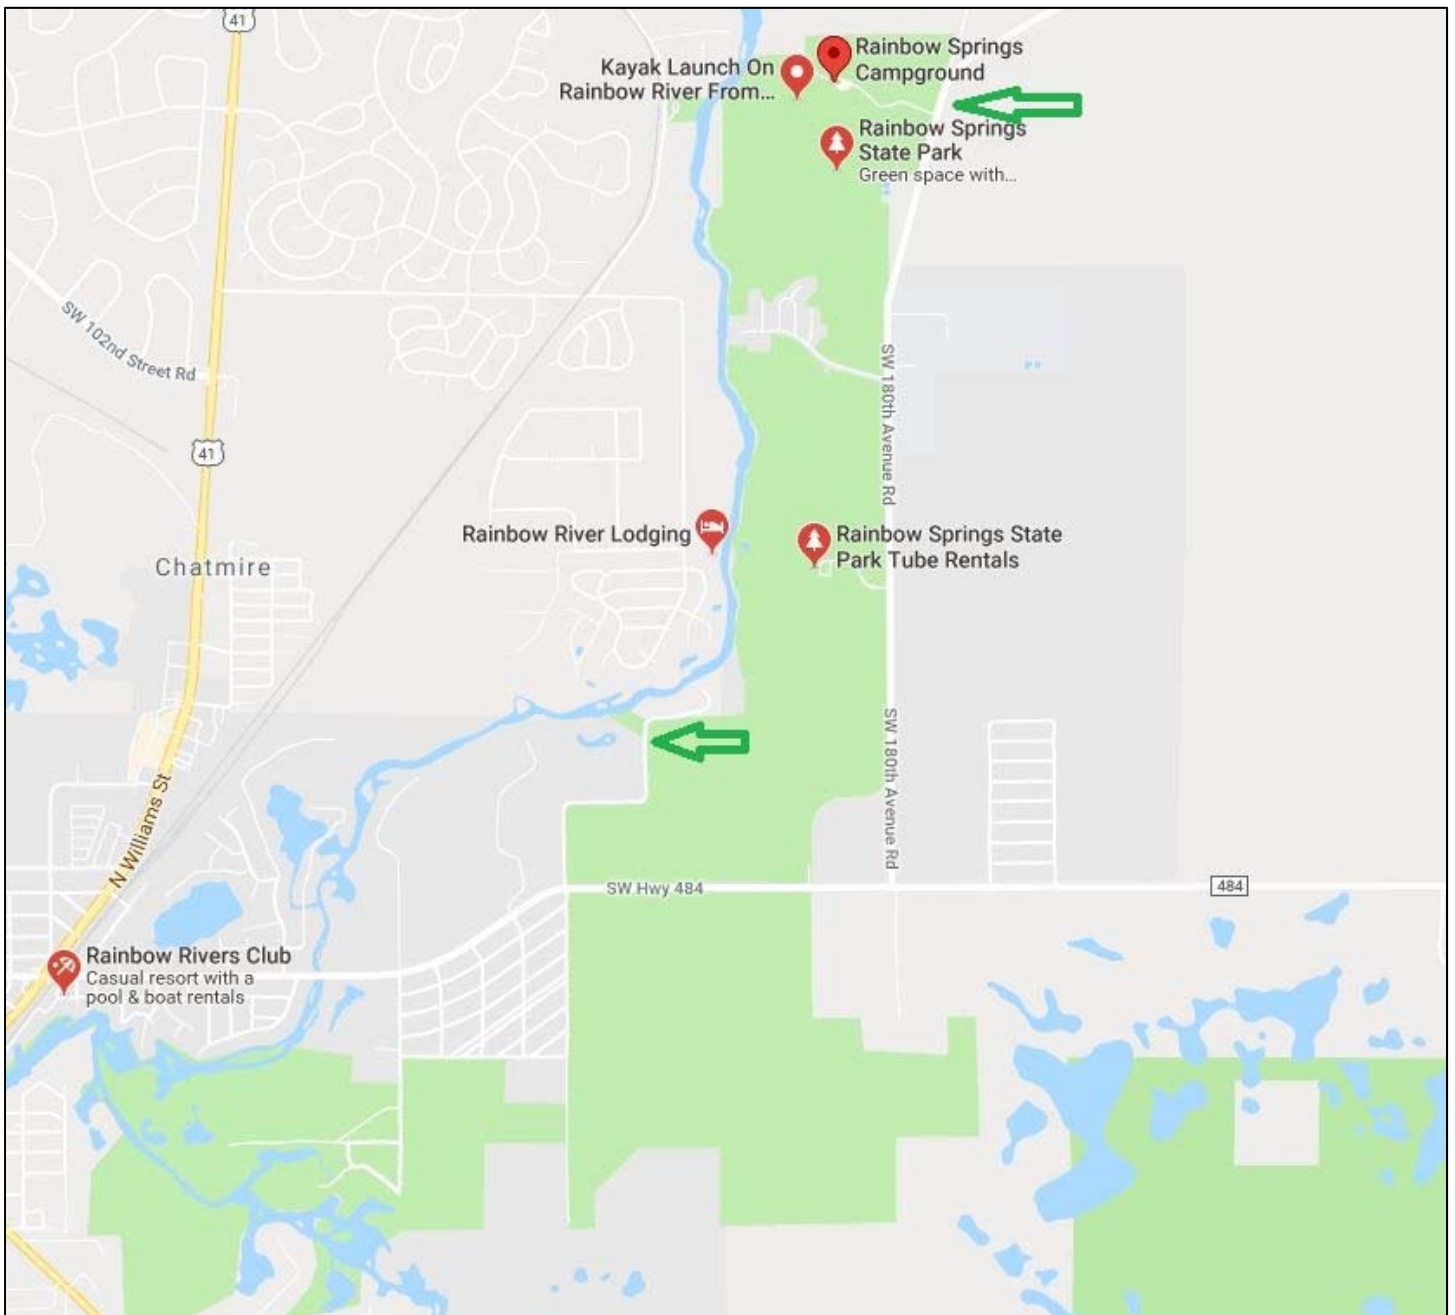 41
Rainbow Springs
Campground
Kayak Launch On
Rainbow River From...
Rainbow Springs
State Park
Green space with...
SW 102nd Street Rd
SW 180th Avenue Rd
41
Rainbow River Lodging
Rainbow Springs State
Park Tube Rentals
Chatmire
SW 180th Avenue Rd
N Williams St
SW Hwy 484
484
Rainbow Rivers Club
Casual resort with a
pool & boat rentals